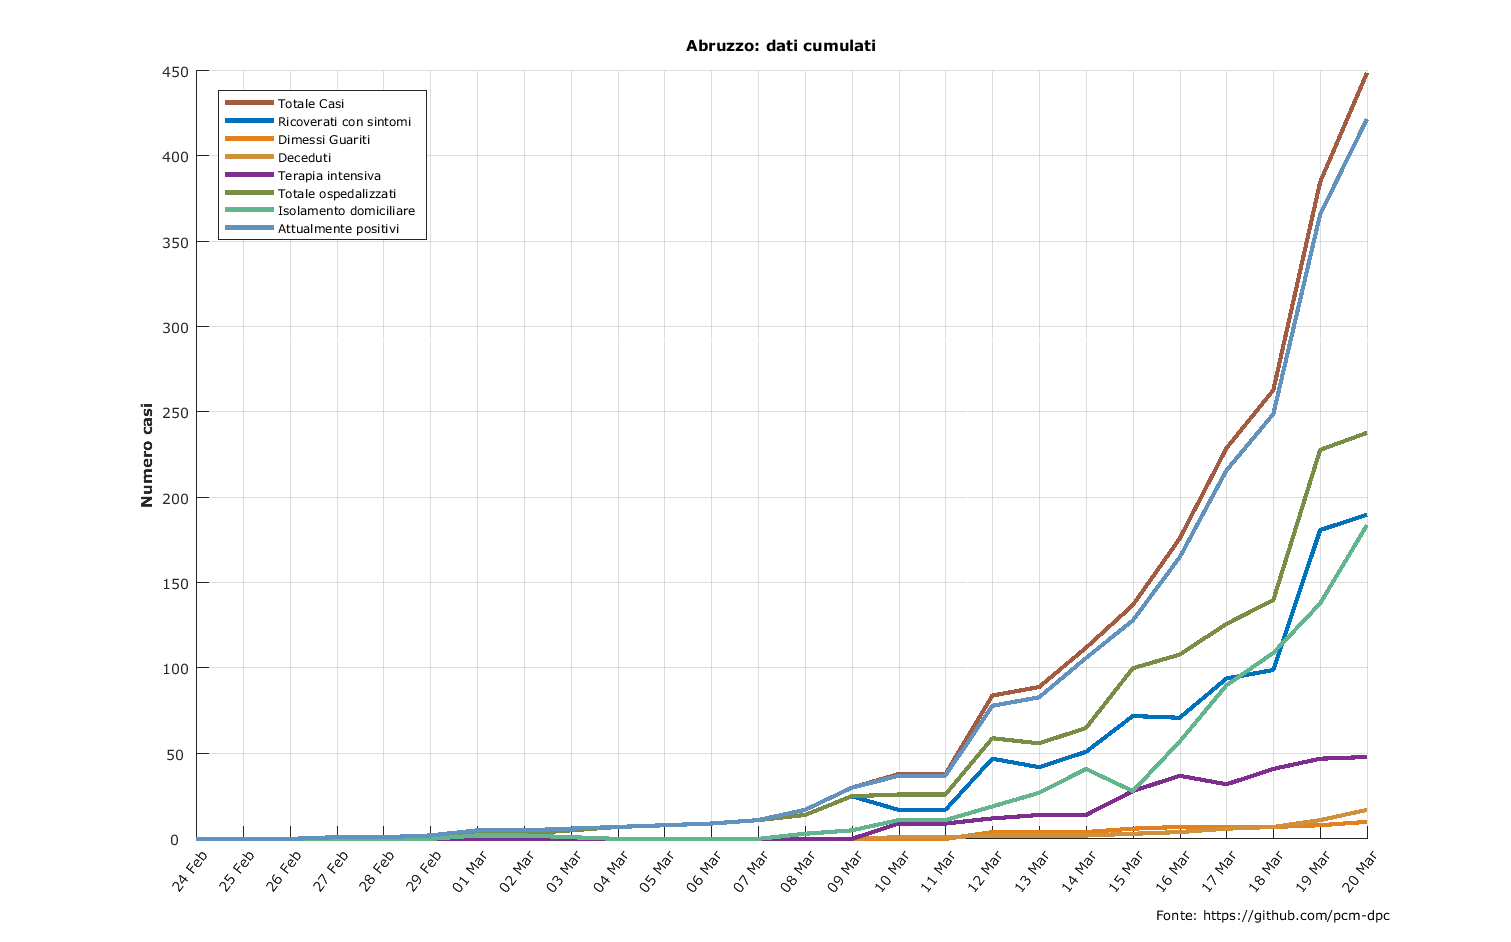 Abruzzo: dati cumulati
450
400
350
300
250
200
150
100
50
0
Numero casi
Totale Casi
Ricoverati con sintomi
Dimessi Guariti
Deceduti
Terapia intensiva
Totale ospedalizzati
Isolamento domiciliare
Attualmente positivi
24 Feb
25 Feb
26 Feb
27 Feb
28 Feb
29 Feb
01 Mar
02 Mar
03 Mar
04 Mar
05 Mar
06 Mar
07 Mar
08 Mar
09 Mar
10 Mar
11 Mar
12 Mar
13 Mar
14 Mar
15 Mar
16 Mar
17 Mar
18 Mar
19 Mar
20 Mar
Fonte: https://github.com/pcm-dpc